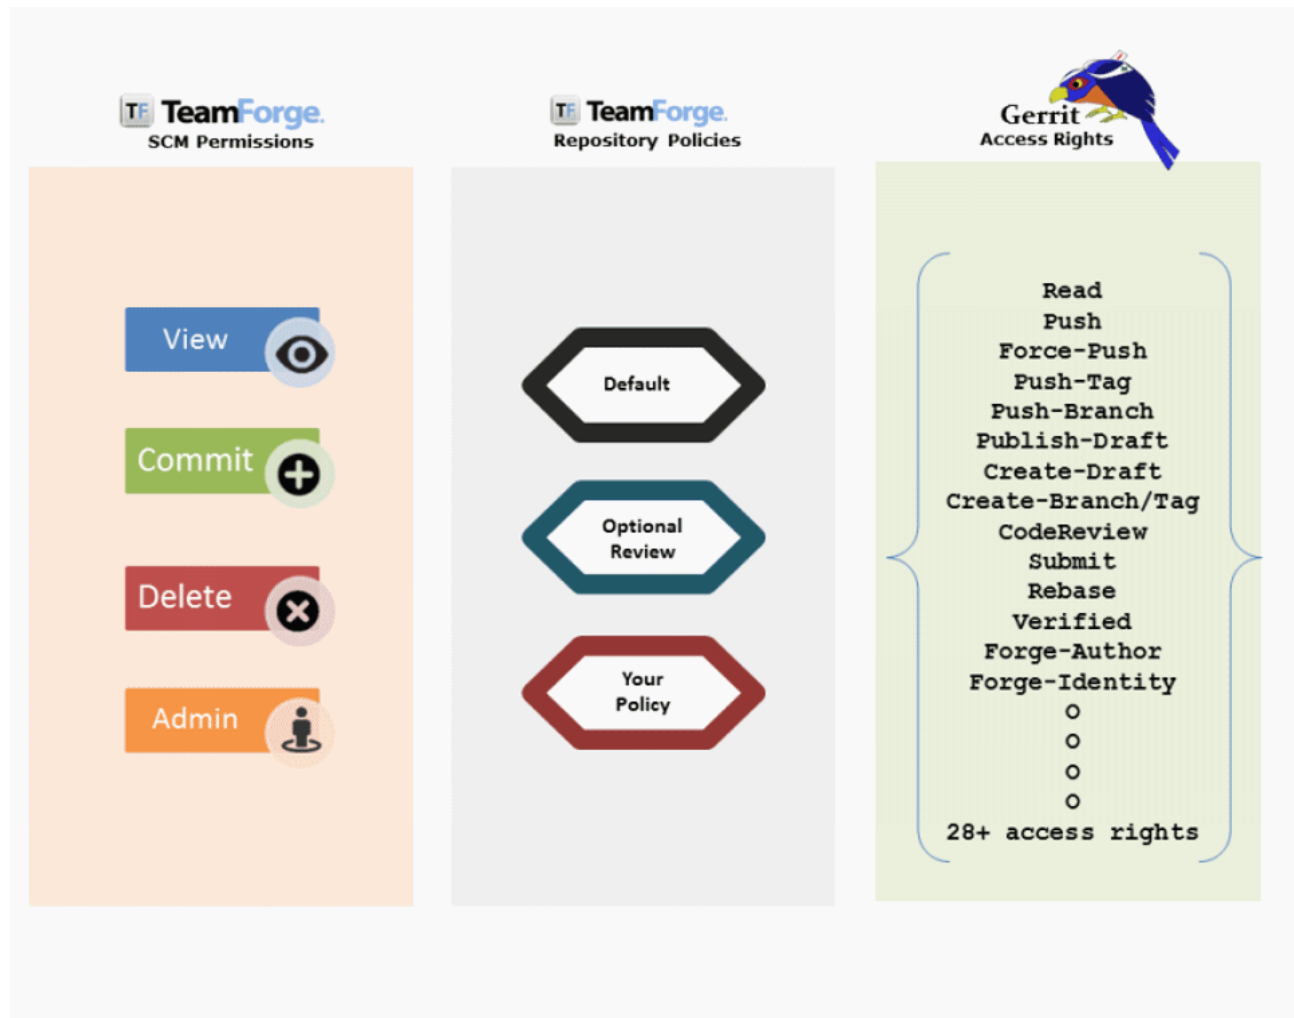 TF TeamForge.
SCM Permissions
View
Commit
Delete
Admin
TF TeamForge.
Repository Policies
Default
Optional
Review
Your
Policy
Gerrit
Access Rights
Read
Push
Force-Push
Push-Tag
Push-Branch
Publish-Draft
Create-Draft
Create-Branch/Tag
CodeReview
Submit
Rebase
Verified
Forge-Author
Forge-Identity
28+ access rights